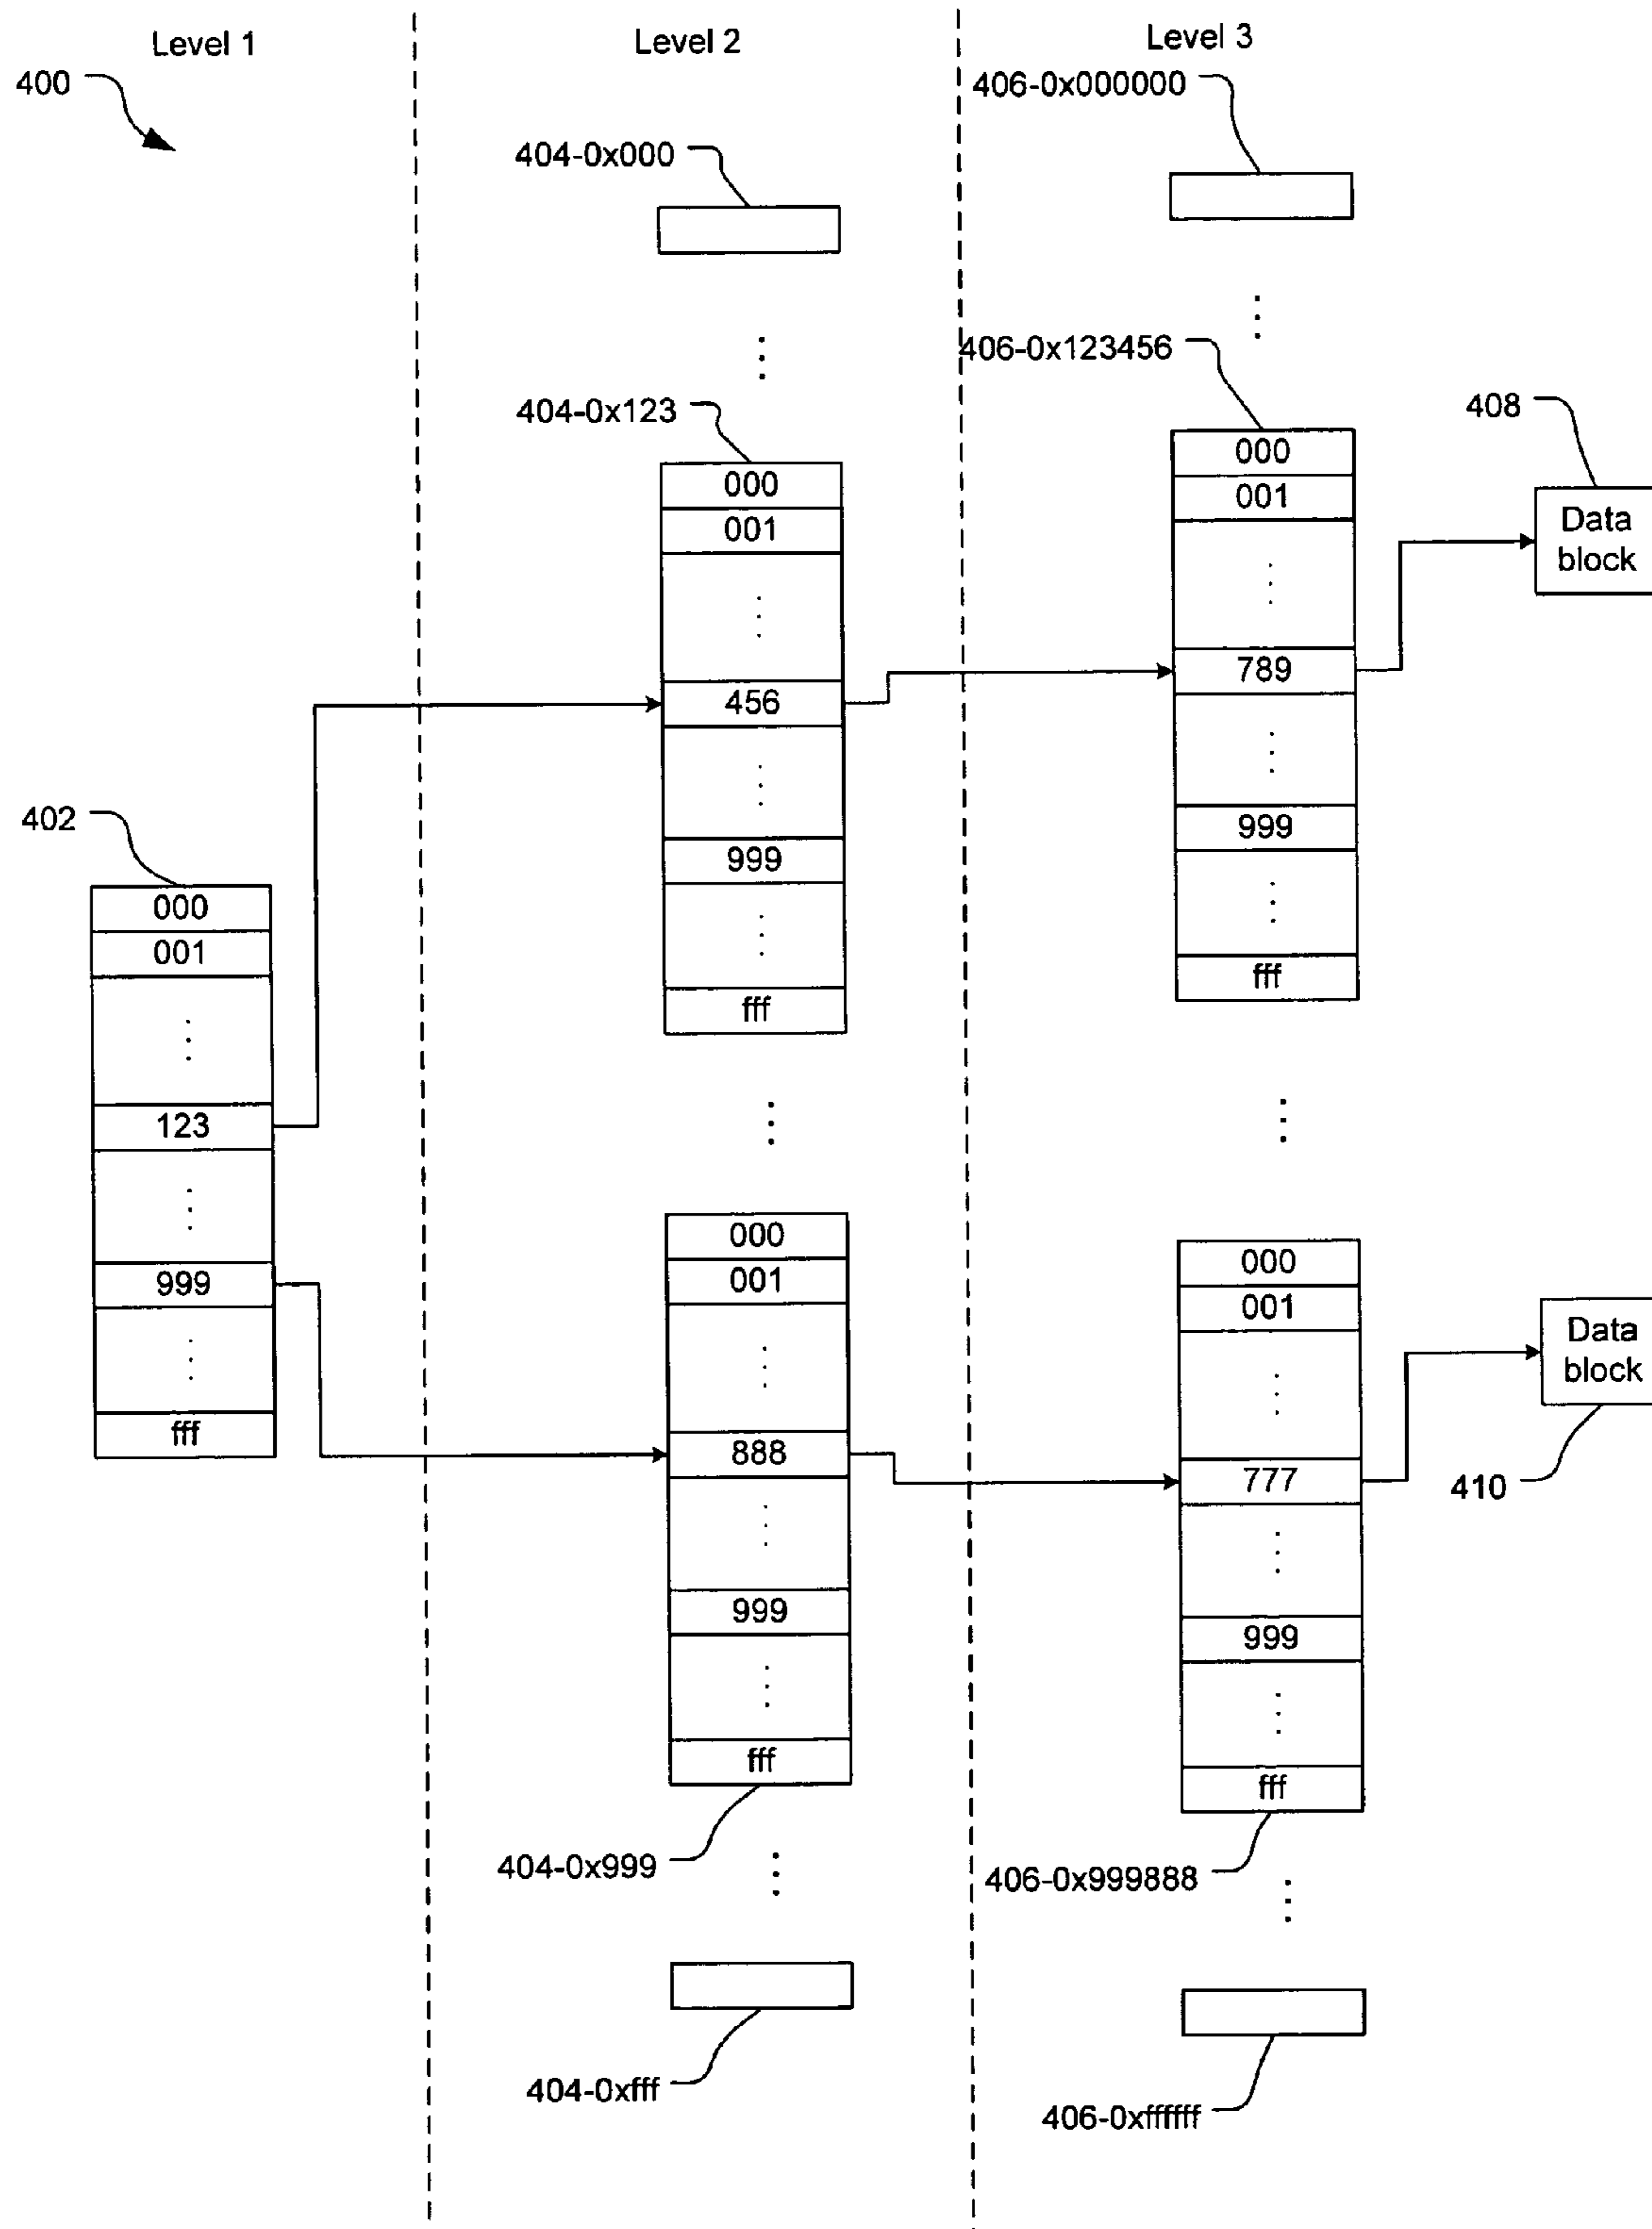 Level 1
Level 2
Level 3
400
406-0x000000
404-0x000
406-0x123456
404-0x123
408
000
001
⋮
456
⋮
999
⋮
fff
000
001
⋮
789
⋮
999
⋮
fff
Data
block
402
000
001
⋮
123
⋮
999
⋮
fff
000
001
⋮
888
⋮
999
⋮
fff
000
001
⋮
777
⋮
999
⋮
fff
Data
block
410
404-0x999
406-0x999888
404-0xfff
406-0xffffff